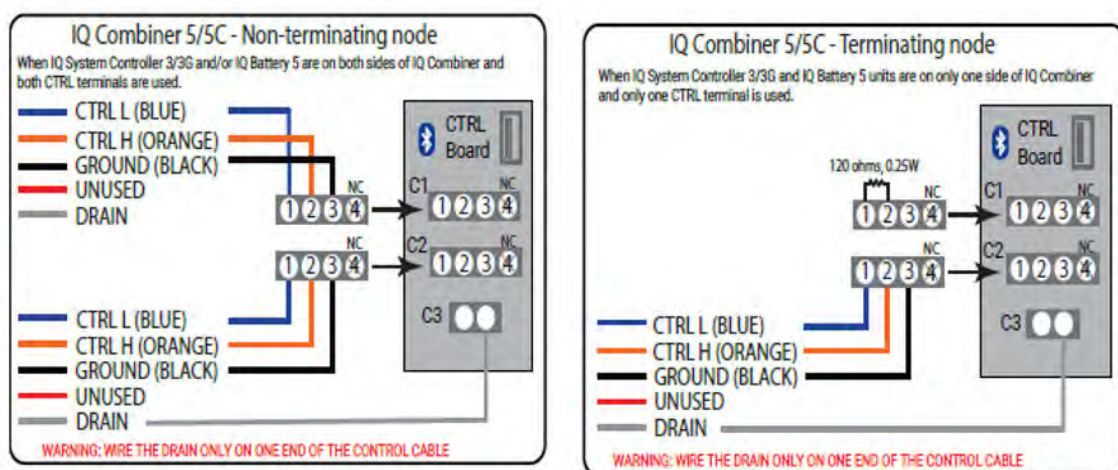 IQ Combiner 5/5C - Non-terminating node
When IQ System Controller 3/3G and/or IQ Battery 5 are on both sides of IQ Combiner and
both CTRL terminals are used.
CTRL L (BLUE)
CTRL H (ORANGE)
GROUND (BLACK)
UNUSED
DRAIN
NC
1 2 3 4
CTRL
Board
C1
NC
1 2 3 4
NC
1 2 3 4
C2
NC
1 2 3 4
C3
CTRL L (BLUE)
CTRL H (ORANGE)
GROUND (BLACK)
UNUSED
DRAIN
WARNING: WIRE THE DRAIN ONLY ON ONE END OF THE CONTROL CABLE
IQ Combiner 5/5C - Terminating node
When IQ System Controller 3/3G and IQ Battery 5 units are on only one side of IQ Combiner
and only one CTRL terminal is used.
CTRL
Board
120 ohms, 0.25W
NC
1 2 3 4
C1
NC
1 2 3 4
NC
1 2 3 4
C2
NC
1 2 3 4
C3
CTRL L (BLUE)
CTRL H (ORANGE)
GROUND (BLACK)
UNUSED
DRAIN
WARNING: WIRE THE DRAIN ONLY ON ONE END OF THE CONTROL CABLE